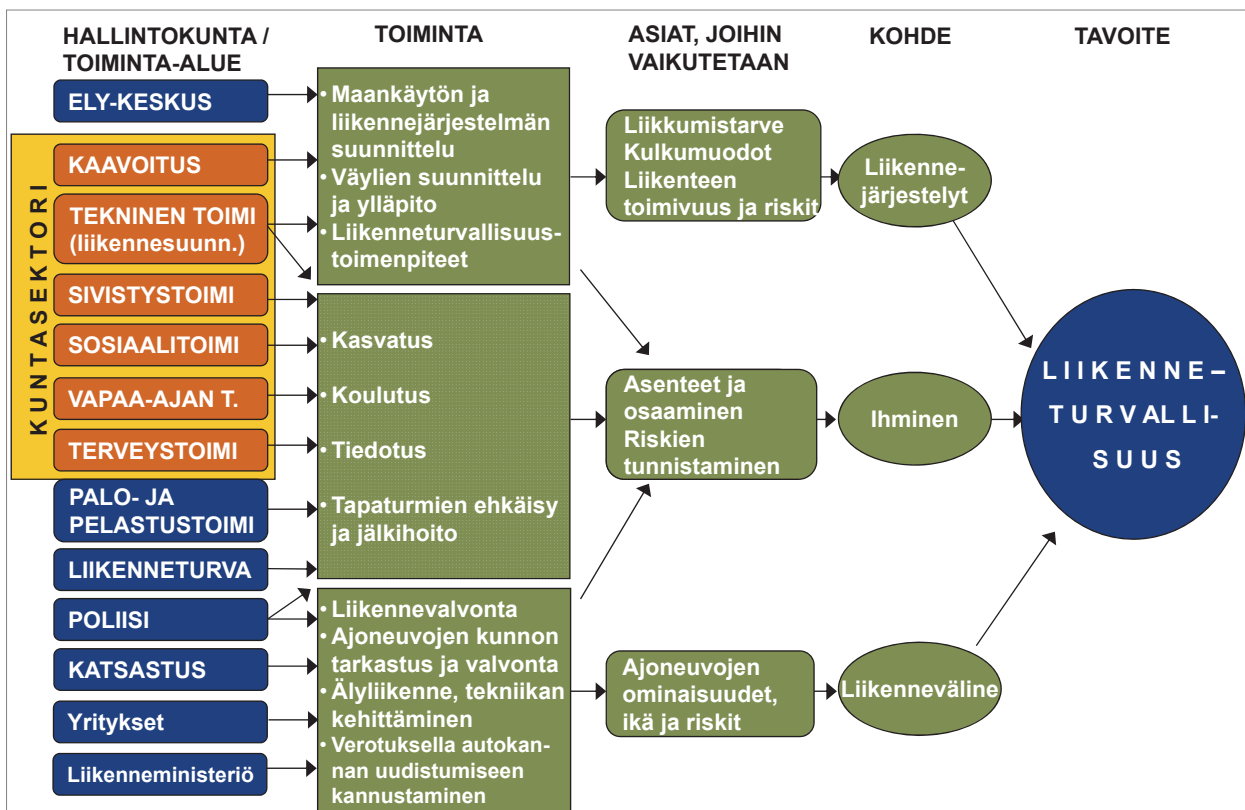 HALLINTOKUNTA /
TOIMINTA-ALUE
TOIMINTA
ASIAT, JOIHIN
VAIKUTETAAN
KOHDE
TAVOITE
KUNTASEKTORI
ELY-KESKUS
KAAVOITUS
TEKNINEN TOIMI
(liikennesuunn.)
SIVISTYSTOIMI
SOSIAALITOIMI
VAPAA-AJAN T.
TERVEYSTOIMI
PALO- JA
PELASTUSTOIMI
LIIKENNETURVA
POLIISI
KATSASTUS
Yritykset
Liikenneministeriö
• Maankäytön ja
liikennejärjestelmän
suunnittelu
• Väylien suunnittelu
ja ylläpito
• Liikenneturvallisuus-
toimenpiteet
• Kasvatus
• Koulutus
• Tiedotus
• Tapaturmien ehkäisy
ja jälkihoito
• Liikennevalvonta
• Ajoneuvojen kunnon
tarkastus ja valvonta
• Älyliikenne, tekniikan
kehittäminen
• Verotuksella autokan-
nan uudistumiseen
kannustaminen
Liikkumistarve
Kulkumuodot
Liikenteen
toimivuus ja riskit
Asenteet ja
osaaminen
Riskien
tunnistaminen
Ajoneuvojen
ominaisuudet,
ikä ja riskit
Liikenne-
järjestelyt
Ihminen
Liikenneväline
LIIKENNE–
TURVALLI-
SUUS